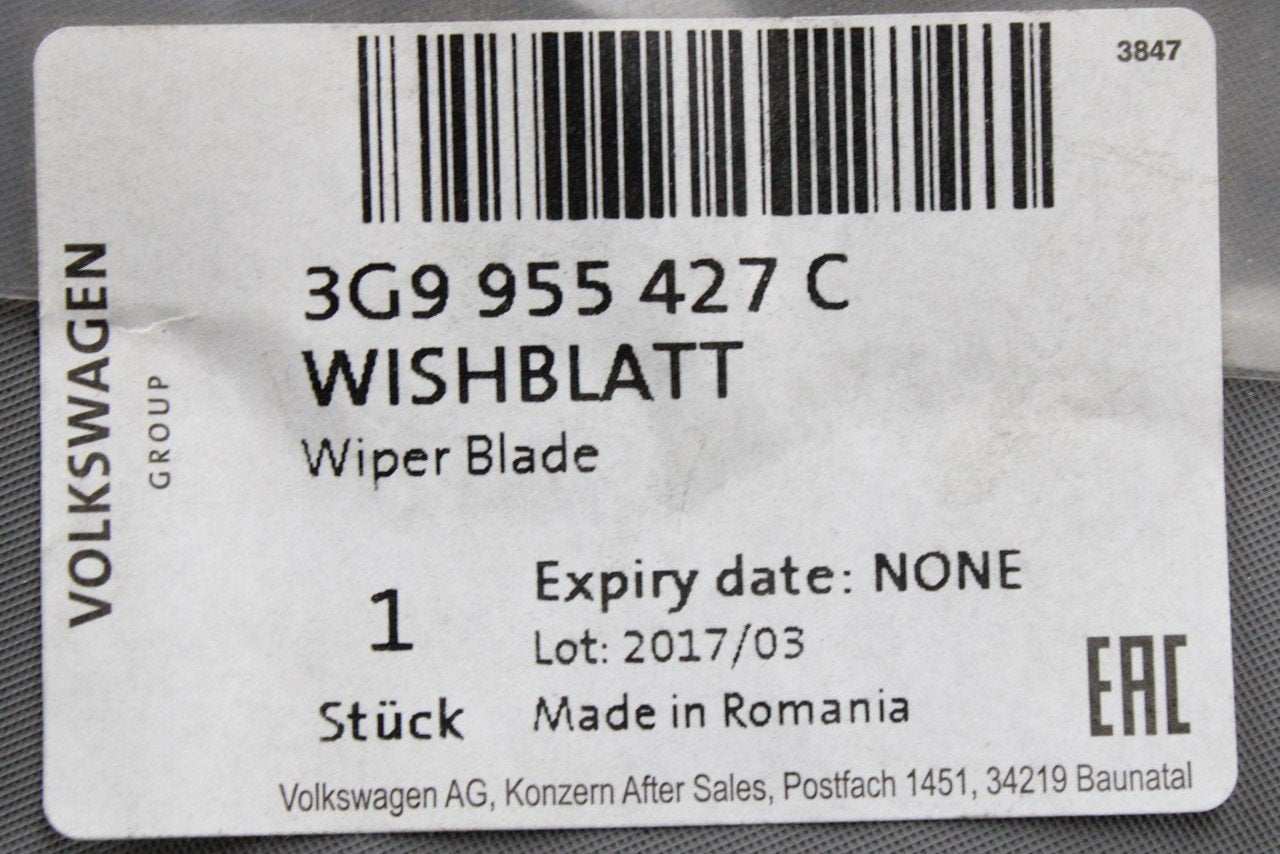 3847
3G9 955 427 C
WISHBLATT
Wiper Blade
VOLKSWAGEN
GROUP
1
Stück
Expiry date: NONE
Lot: 2017/03
Made in Romania
EAC
Volkswagen AG, Konzern After Sales, Postfach 1451, 34219 Baunatal